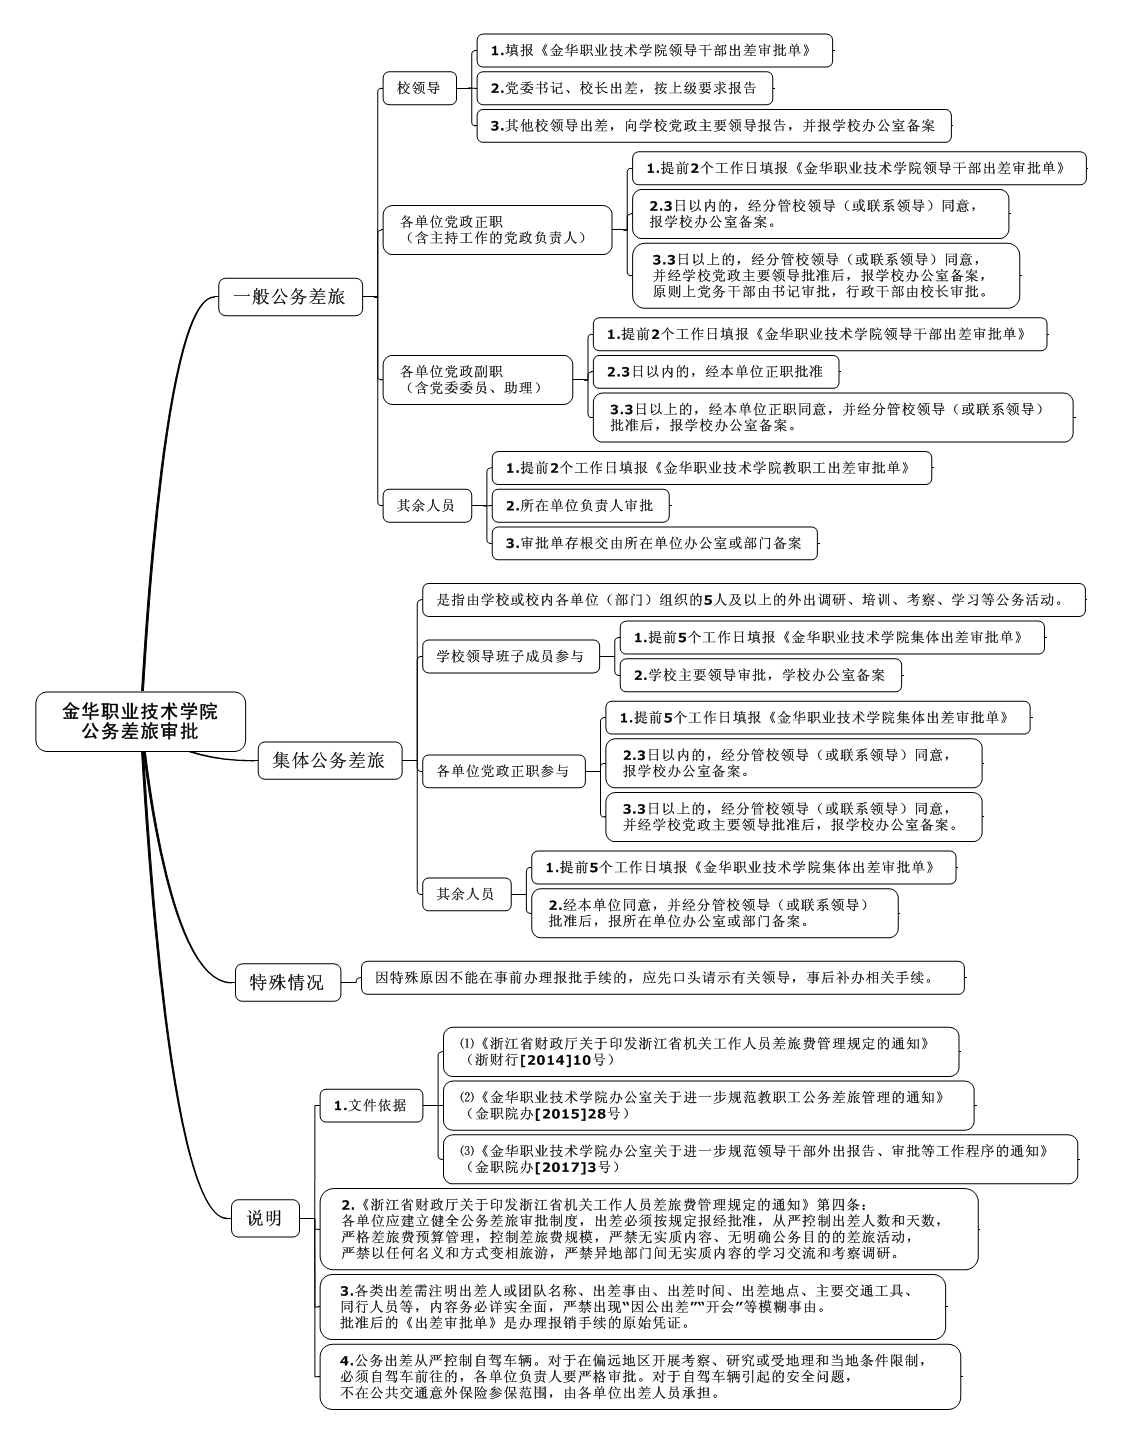 金华职业技术学院
公务差旅审批
一般公务差旅
校领导
1.填报《金华职业技术学院领导干部出差审批单》
2.党委书记、校长出差，按上级要求报告
3.其他校领导出差，向学校党政主要领导报告，并报学校办公室备案
各单位党政正职
（含主持工作的党政负责人）
1.提前2个工作日填报《金华职业技术学院领导干部出差审批单》
2.3日以内的，经分管校领导（或联系领导）同意，
报学校办公室备案。
3.3日以上的，经分管校领导（或联系领导）同意，
并经学校党政主要领导批准后，报学校办公室备案，
原则上党务干部由书记审批，行政干部由校长审批。
各单位党政副职
（含党委委员、助理）
1.提前2个工作日填报《金华职业技术学院领导干部出差审批单》
2.3日以内的，经本单位正职批准
3.3日以上的，经本单位正职同意，并经分管校领导（或联系领导）
批准后，报学校办公室备案。
其余人员
1.提前2个工作日填报《金华职业技术学院教职工出差审批单》
2.所在单位负责人审批
3.审批单存根交由所在单位办公室或部门备案
集体公务差旅
是指由学校或校内各单位（部门）组织的5人及以上的外出调研、培训、考察、学习等公务活动。
学校领导班子成员参与
1.提前5个工作日填报《金华职业技术学院集体出差审批单》
2.学校主要领导审批，学校办公室备案
各单位党政正职参与
1.提前5个工作日填报《金华职业技术学院集体出差审批单》
2.3日以内的，经分管校领导（或联系领导）同意，
报学校办公室备案。
3.3日以上的，经分管校领导（或联系领导）同意，
并经学校党政主要领导批准后，报学校办公室备案。
其余人员
1.提前5个工作日填报《金华职业技术学院集体出差审批单》
2.经本单位同意，并经分管校领导（或联系领导）
批准后，报所在单位办公室或部门备案。
特殊情况
因特殊原因不能在事前办理报批手续的，应先口头请示有关领导，事后补办相关手续。
说明
1.文件依据
⑴《浙江省财政厅关于印发浙江省机关工作人员差旅费管理规定的通知》
（浙财行[2014]10号）
⑵《金华职业技术学院办公室关于进一步规范教职工公务差旅管理的通知》
（金职院办[2015]28号）
⑶《金华职业技术学院办公室关于进一步规范领导干部外出报告、审批等工作程序的通知》
（金职院办[2017]3号）
2.《浙江省财政厅关于印发浙江省机关工作人员差旅费管理规定的通知》第四条：
各单位应建立健全公务差旅审批制度，出差必须按规定报经批准，从严控制出差人数和天数，
严格差旅费预算管理，控制差旅费规模，严禁无实质内容、无明确公务目的的差旅活动，
严禁以任何名义和方式变相旅游，严禁异地部门间无实质内容的学习交流和考察调研。
3.各类出差需注明出差人或团队名称、出差事由、出差时间、出差地点、主要交通工具、
同行人员等，内容务必详实全面，严禁出现“因公出差”“开会”等模糊事由。
批准后的《出差审批单》是办理报销手续的原始凭证。
4.公务出差从严控制自驾车辆。对于在偏远地区开展考察、研究或受地理和当地条件限制，
必须自驾车前往的，各单位负责人要严格审批。对于自驾车辆引起的安全问题，
不在公共交通意外保险参保范围，由各单位出差人员承担。